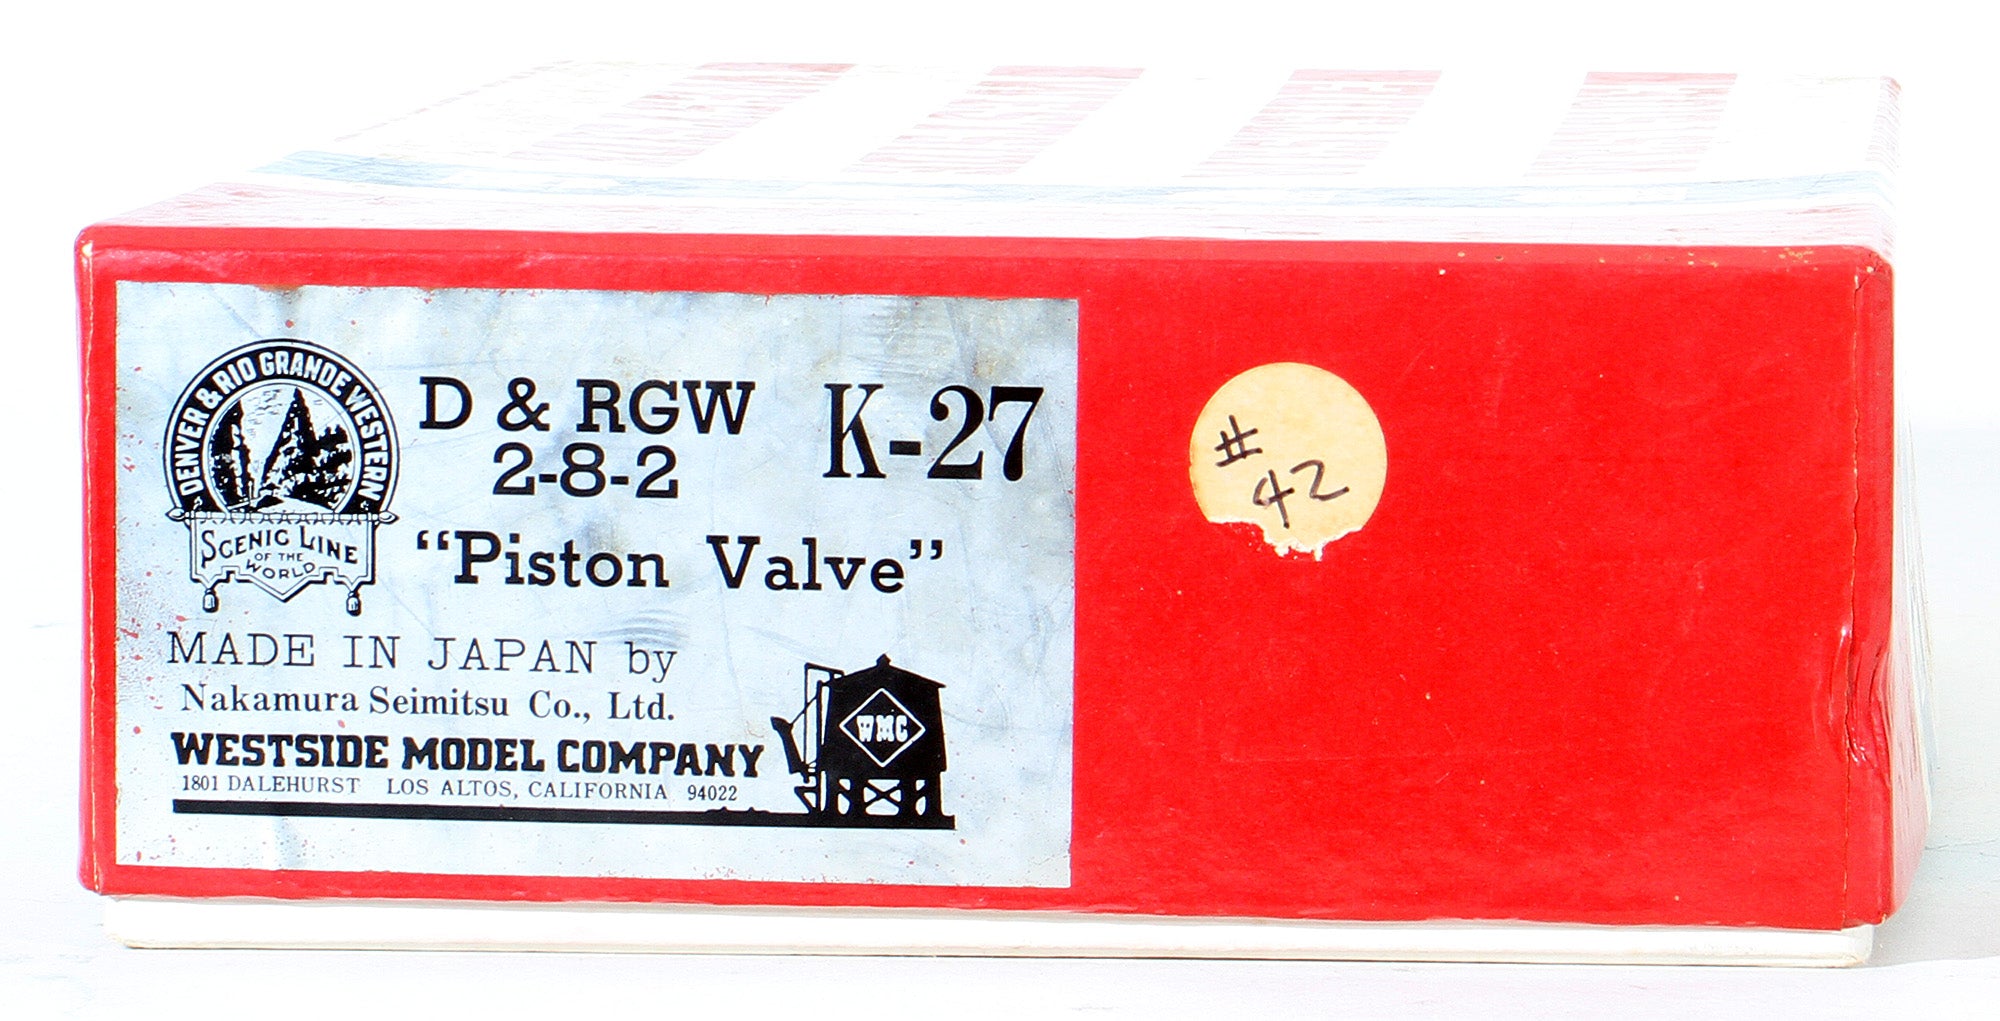 DENVER & RIO GRANDE WESTERN
SCENIC LINE
OF THE
WORLD
D & RGW K-27
2-8-2
“Piston Valve”
MADE IN JAPAN by
Nakamura Seimitsu Co., Ltd.
WESTSIDE MODEL COMPANY
1801 DALEHURST LOS ALTOS, CALIFORNIA 94022
WMC
#
42